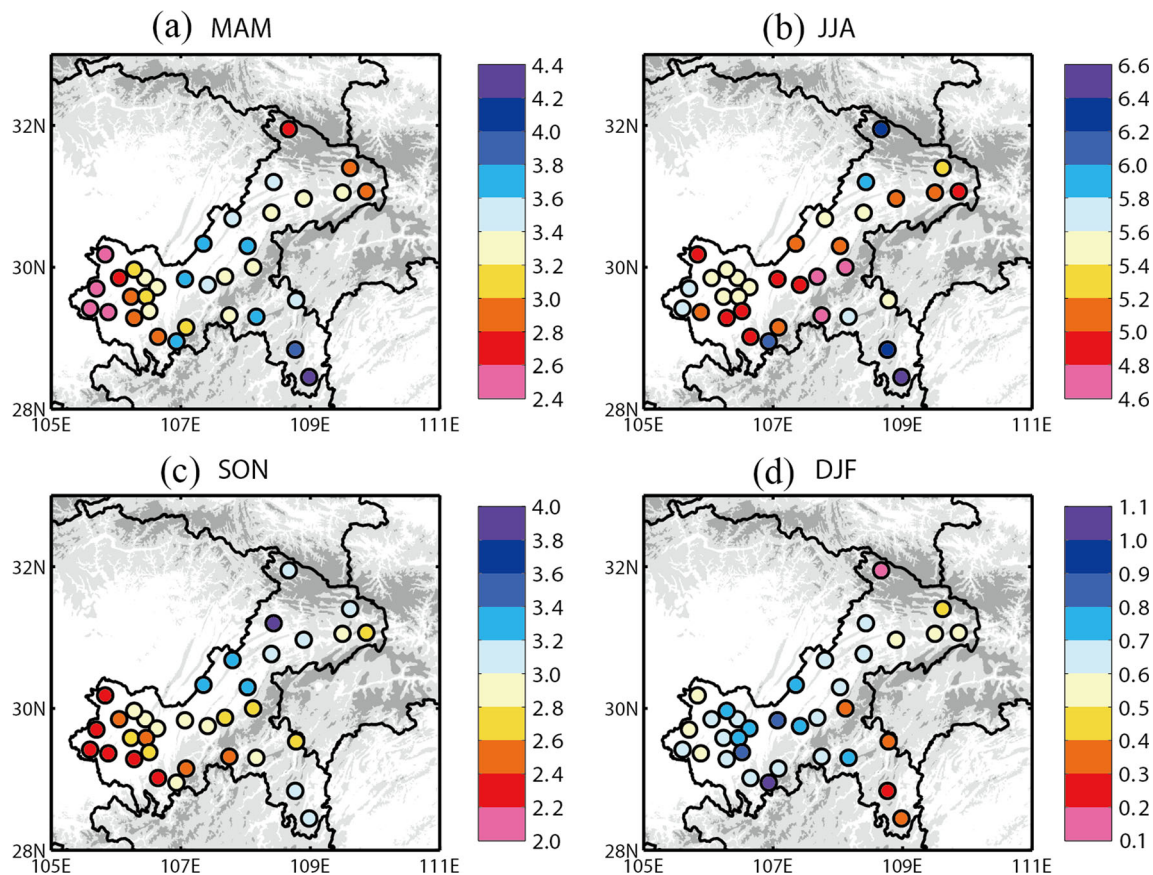 (a) MAM
32N
30N
28N
105E 107E 109E 111E
4.4
4.2
4.0
3.8
3.6
3.4
3.2
3.0
2.8
2.6
2.4
(b) JJA
32N
30N
28N
105E 107E 109E 111E
6.6
6.4
6.2
6.0
5.8
5.6
5.4
5.2
5.0
4.8
4.6
(c) SON
32N
30N
28N
105E 107E 109E 111E
4.0
3.8
3.6
3.4
3.2
3.0
2.8
2.6
2.4
2.2
2.0
(d) DJF
32N
30N
28N
105E 107E 109E 111E
1.1
1.0
0.9
0.8
0.7
0.6
0.5
0.4
0.3
0.2
0.1